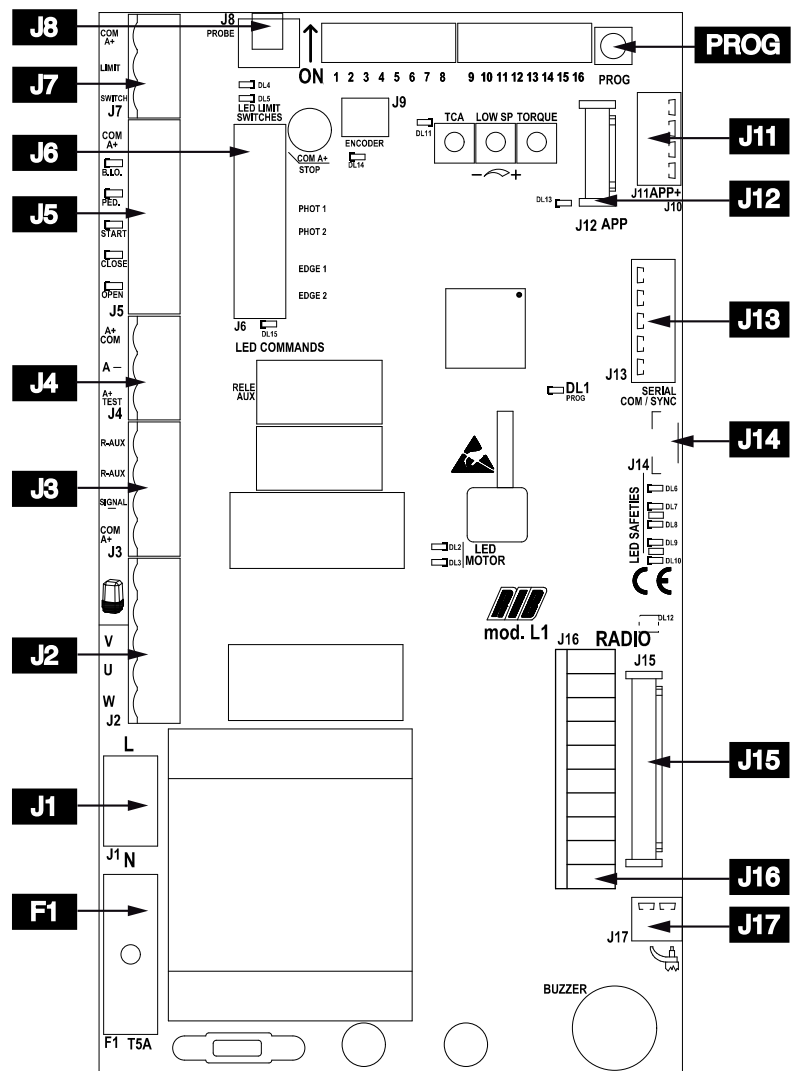 J8
J8
PROBE
COM
A+
LIMIT
SWITCH
J7
J7
ON
1 2 3 4 5 6 7 8 9 10 11 12 13 14 15 16
PROG
PROG
DL4
DL5
LED LIMIT
SWITCHES
J9
ENCODER
DL14
DL11
TCA LOW SP TORQUE
− +
J11
J11 APP+
J10
DL13
J12 APP
J12
J6
COM A+
STOP
PHOT 1
PHOT 2
EDGE 1
EDGE 2
J6
DL15
LED COMMANDS
COM
A+
B.I.O.
PED.
START
CLOSE
OPEN
J5
J5
J13
J13
SERIAL
COM / SYNC
A+
COM
A −
A+
TEST
J4
J4
RELE
AUX
DL1
PROG
J14
J14
R-AUX
R-AUX
SIGNAL
−
COM
A+
J3
J3
LED SAFETIES
DL6
DL7
DL8
DL9
DL10
CE
DL2
DL3
LED
MOTOR
mod. L1
DL12
V
U
W
J2
J2
J16 RADIO
J15
J15
L
J1
J1 N
J16
F1
F1 T5A
J17
J17
BUZZER